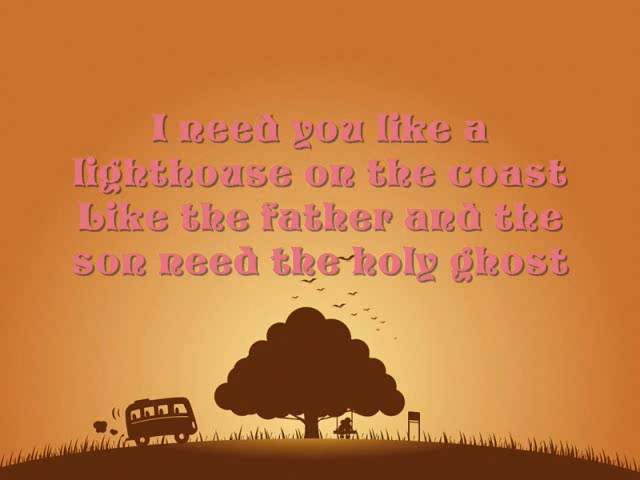 I need you like a
lighthouse on the coast
Like the father and the
son need the holy ghost